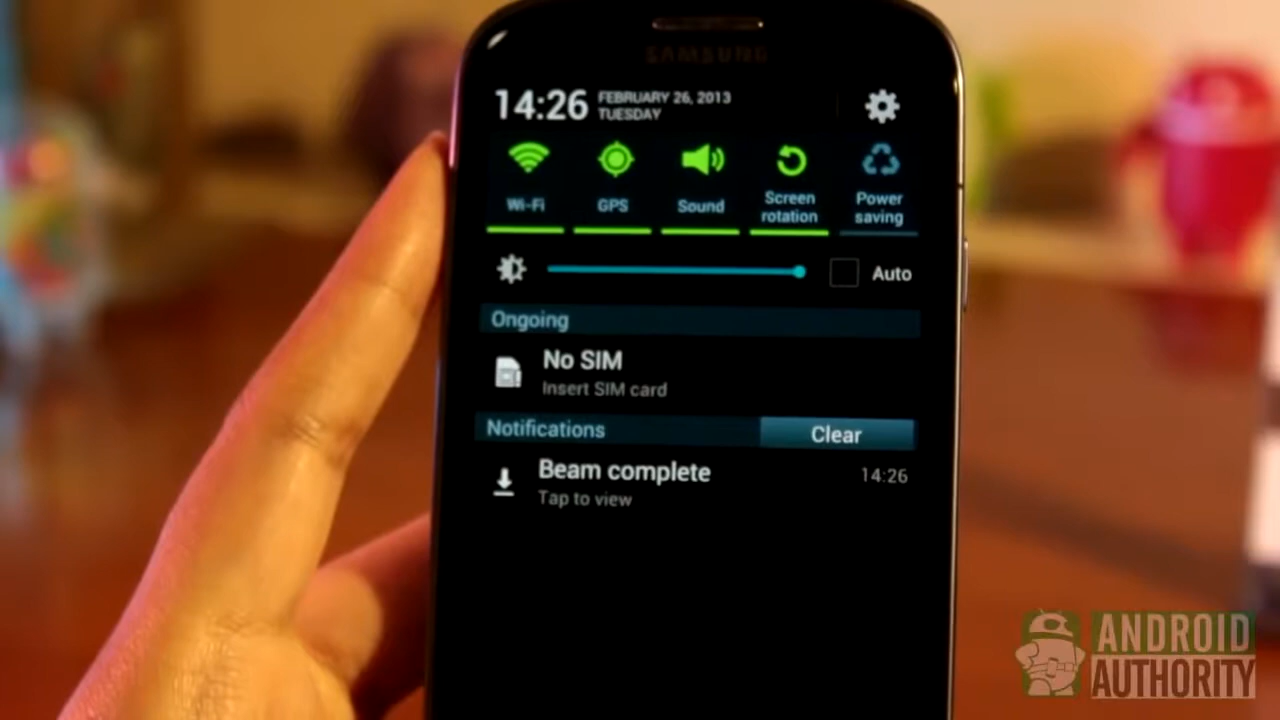 SAMSUNG
14:26 FEBRUARY 26, 2013
TUESDAY
Wi-Fi GPS Sound Screen rotation Power saving
Auto
Ongoing
No SIM
Insert SIM card
Notifications Clear
Beam complete 14:26
Tap to view
ANDROID
AUTHORITY